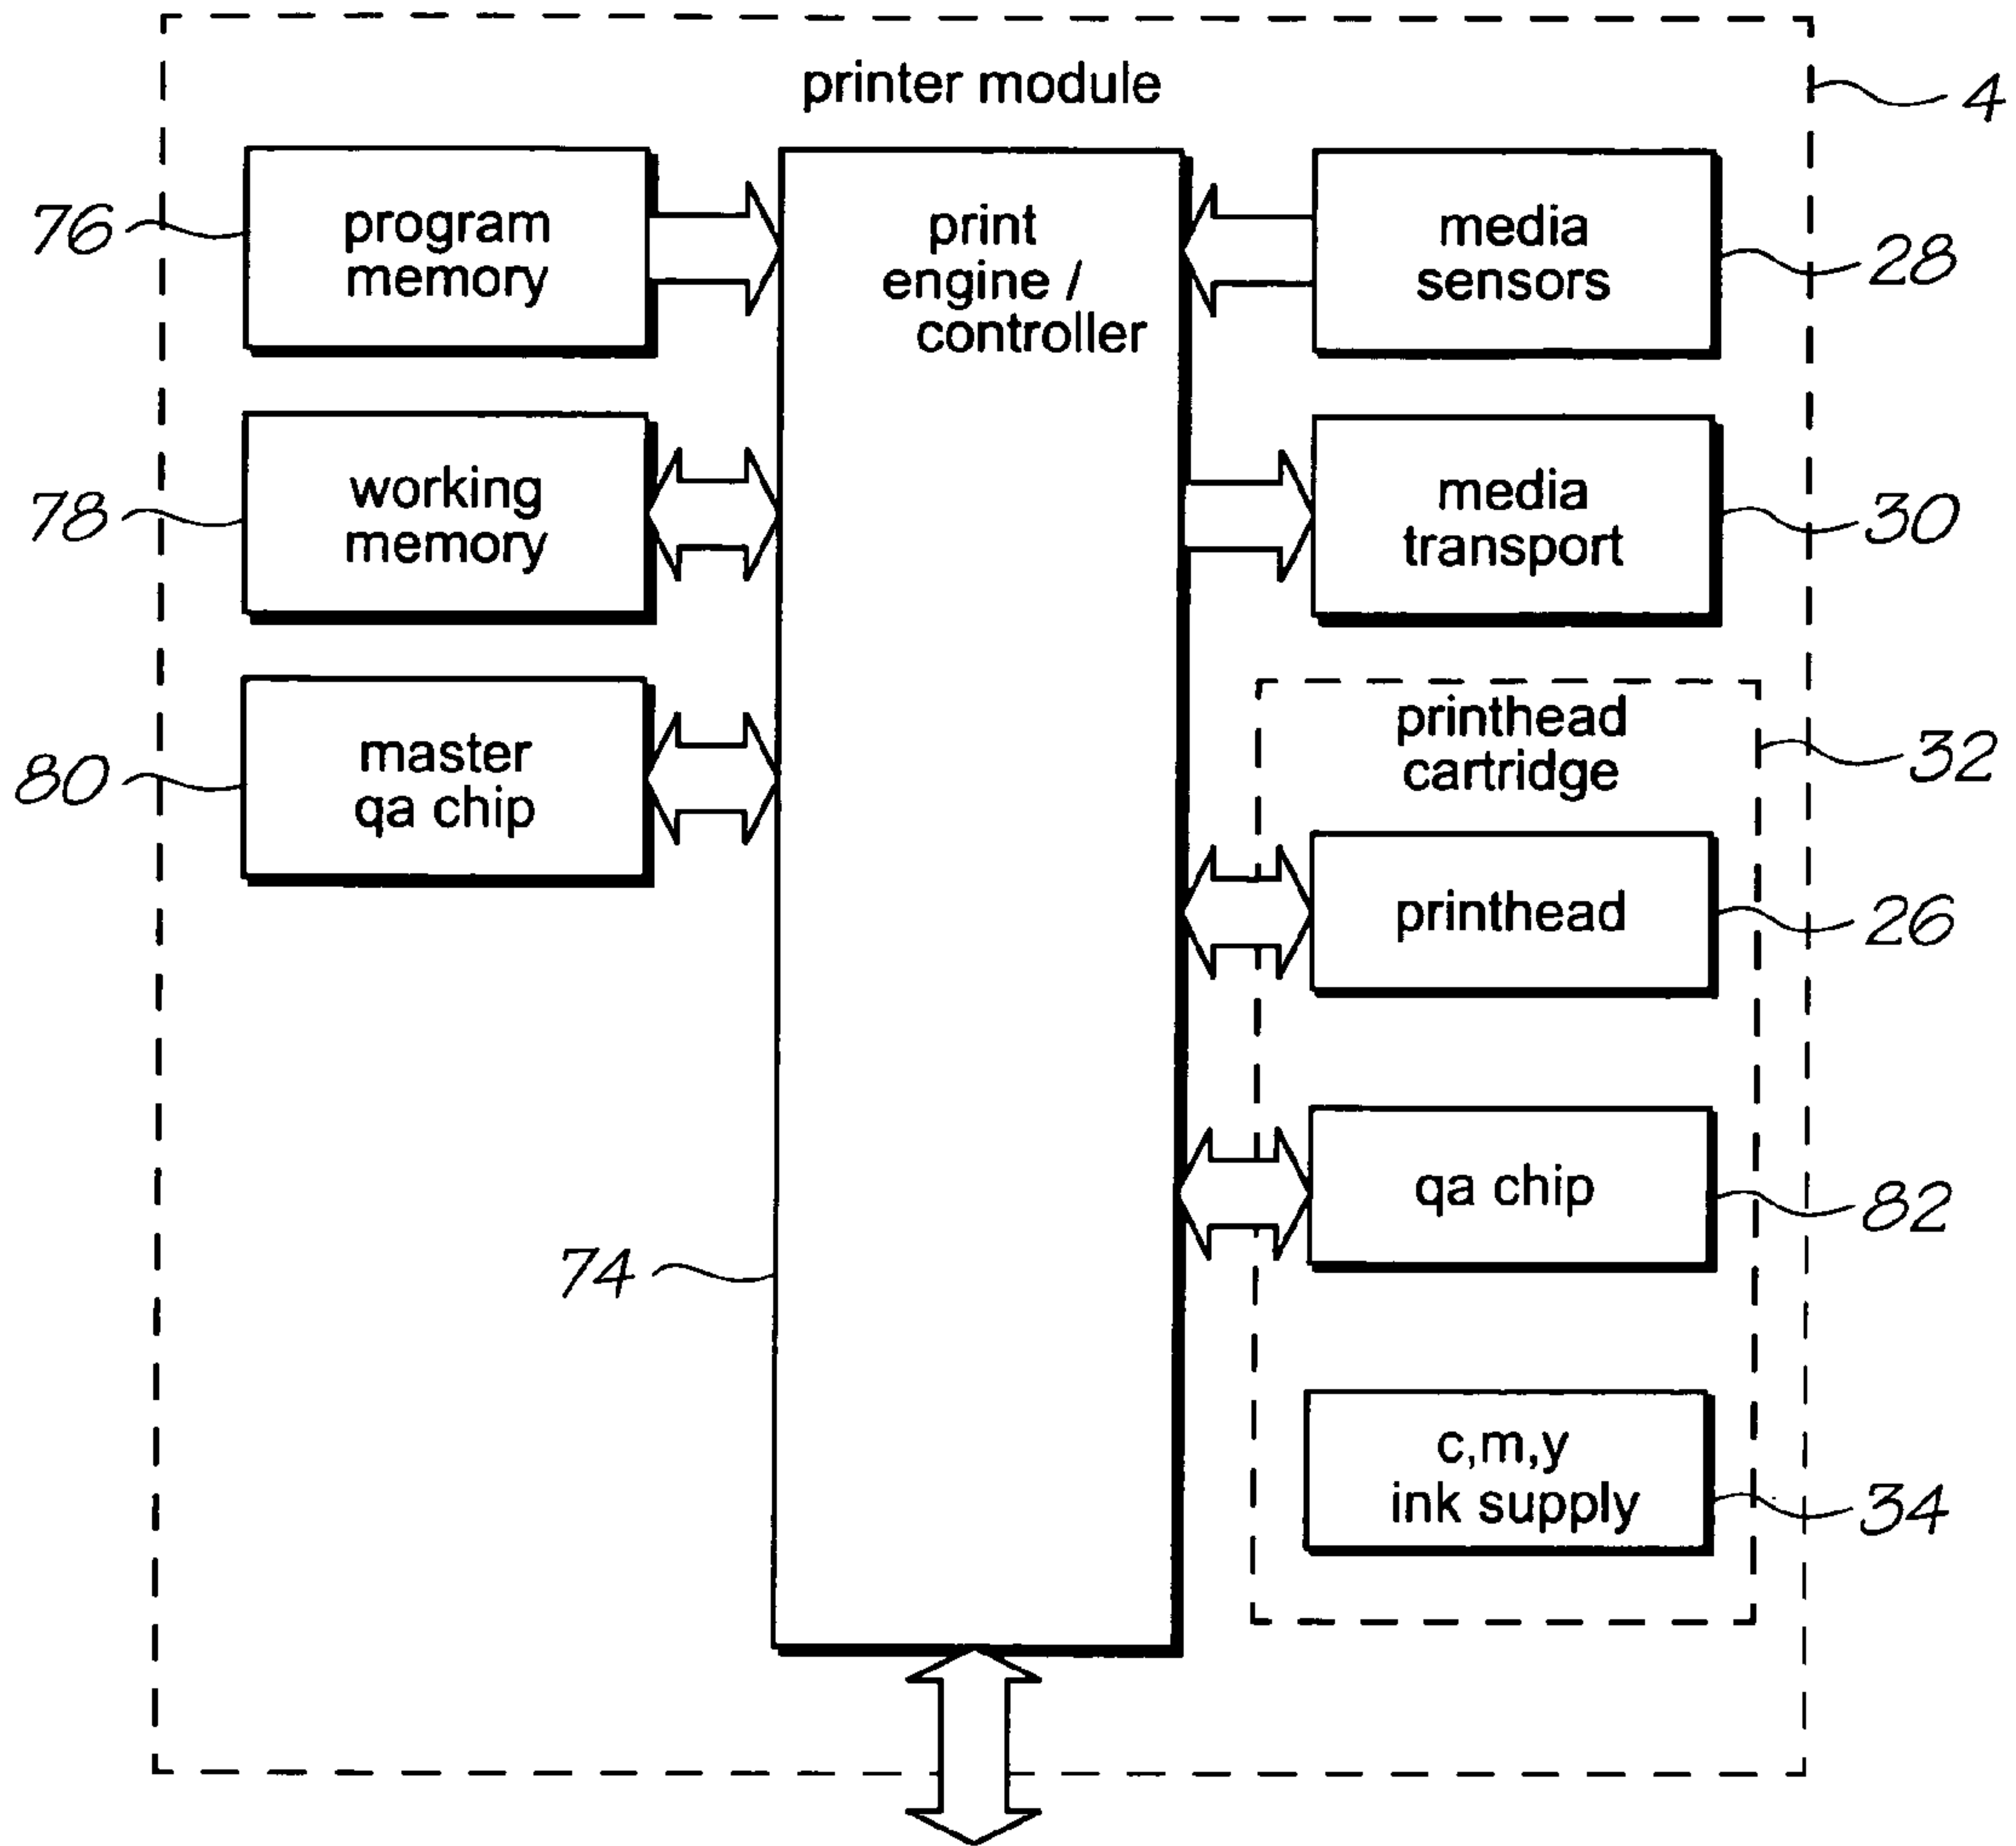 printer module
4
76
program
memory
print
engine /
controller
media
sensors
28
78
working
memory
media
transport
30
80
master
qa chip
printhead
cartridge
32
printhead
26
qa chip
82
74
c,m,y
ink supply
34